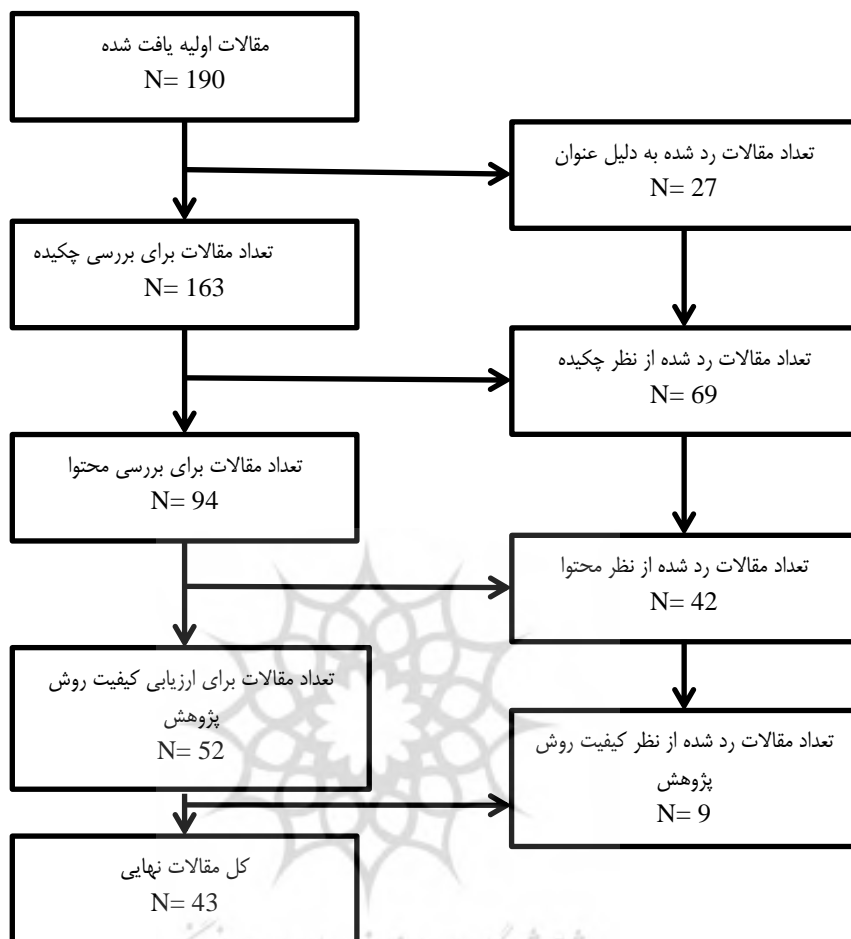 مقالات اولیه یافت شده
N= 190
تعداد مقالات رد شده به دلیل عنوان
N= 27
تعداد مقالات برای بررسی چکیده
N= 163
تعداد مقالات رد شده از نظر چکیده
N= 69
تعداد مقالات برای بررسی محتوا
N= 94
تعداد مقالات رد شده از نظر محتوا
N= 42
تعداد مقالات برای ارزیابی کیفیت روش
پژوهش
N= 52
تعداد مقالات رد شده از نظر کیفیت روش
پژوهش
N= 9
کل مقالات نهایی
N= 43